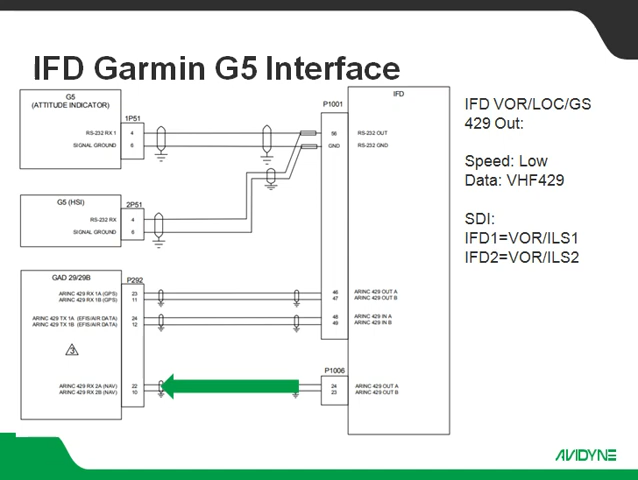 IFD Garmin G5 Interface
G5
(ATTITUDE INDICATOR)
1P51
RS-232 RX 1 4
SIGNAL GROUND 6
G5 (HSI)
2P51
RS-232 RX 4
SIGNAL GROUND 6
GAD 29/29B
P292
ARINC 429 RX 1A (GPS) 23
ARINC 429 RX 1B (GPS) 11
ARINC 429 TX 1A (EFIS/AIR DATA) 24
ARINC 429 TX 1B (EFIS/AIR DATA) 12
3
ARINC 429 RX 2A (NAV) 22
ARINC 429 RX 2B (NAV) 10
IFD
P1001
56 RS-232 OUT
GND RS-232 GND
46 ARINC 429 OUT A
47 ARINC 429 OUT B
48 ARINC 429 IN A
49 ARINC 429 IN B
P1006
24 ARINC 429 OUT A
23 ARINC 429 OUT B
IFD VOR/LOC/GS
429 Out:
Speed: Low
Data: VHF429
SDI:
IFD1=VOR/ILS1
IFD2=VOR/ILS2
AVIDYNE